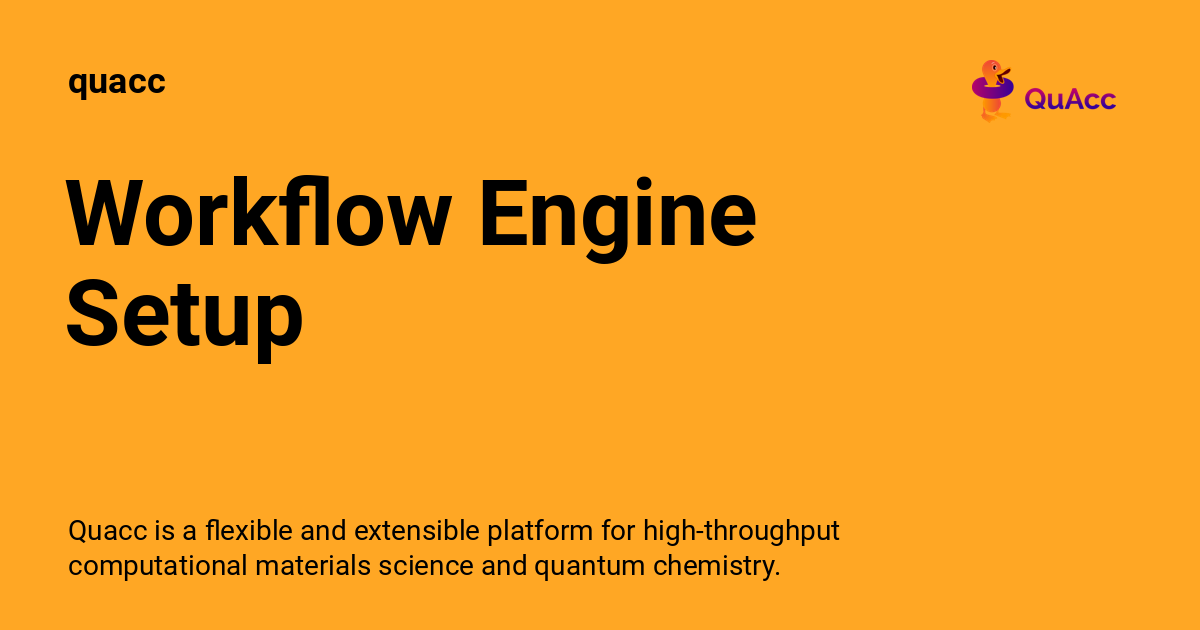 quacc
QuAcc
Workflow Engine
Setup
Quacc is a flexible and extensible platform for high-throughput
computational materials science and quantum chemistry.